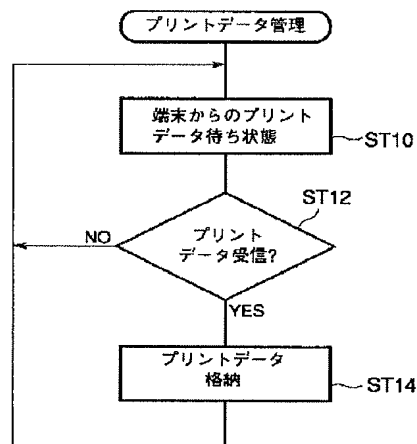 プリントデータ管理
端末からのプリント
データ待ち状態
ST10
ST12
プリント
データ受信?
NO
YES
プリントデータ
格納
ST14